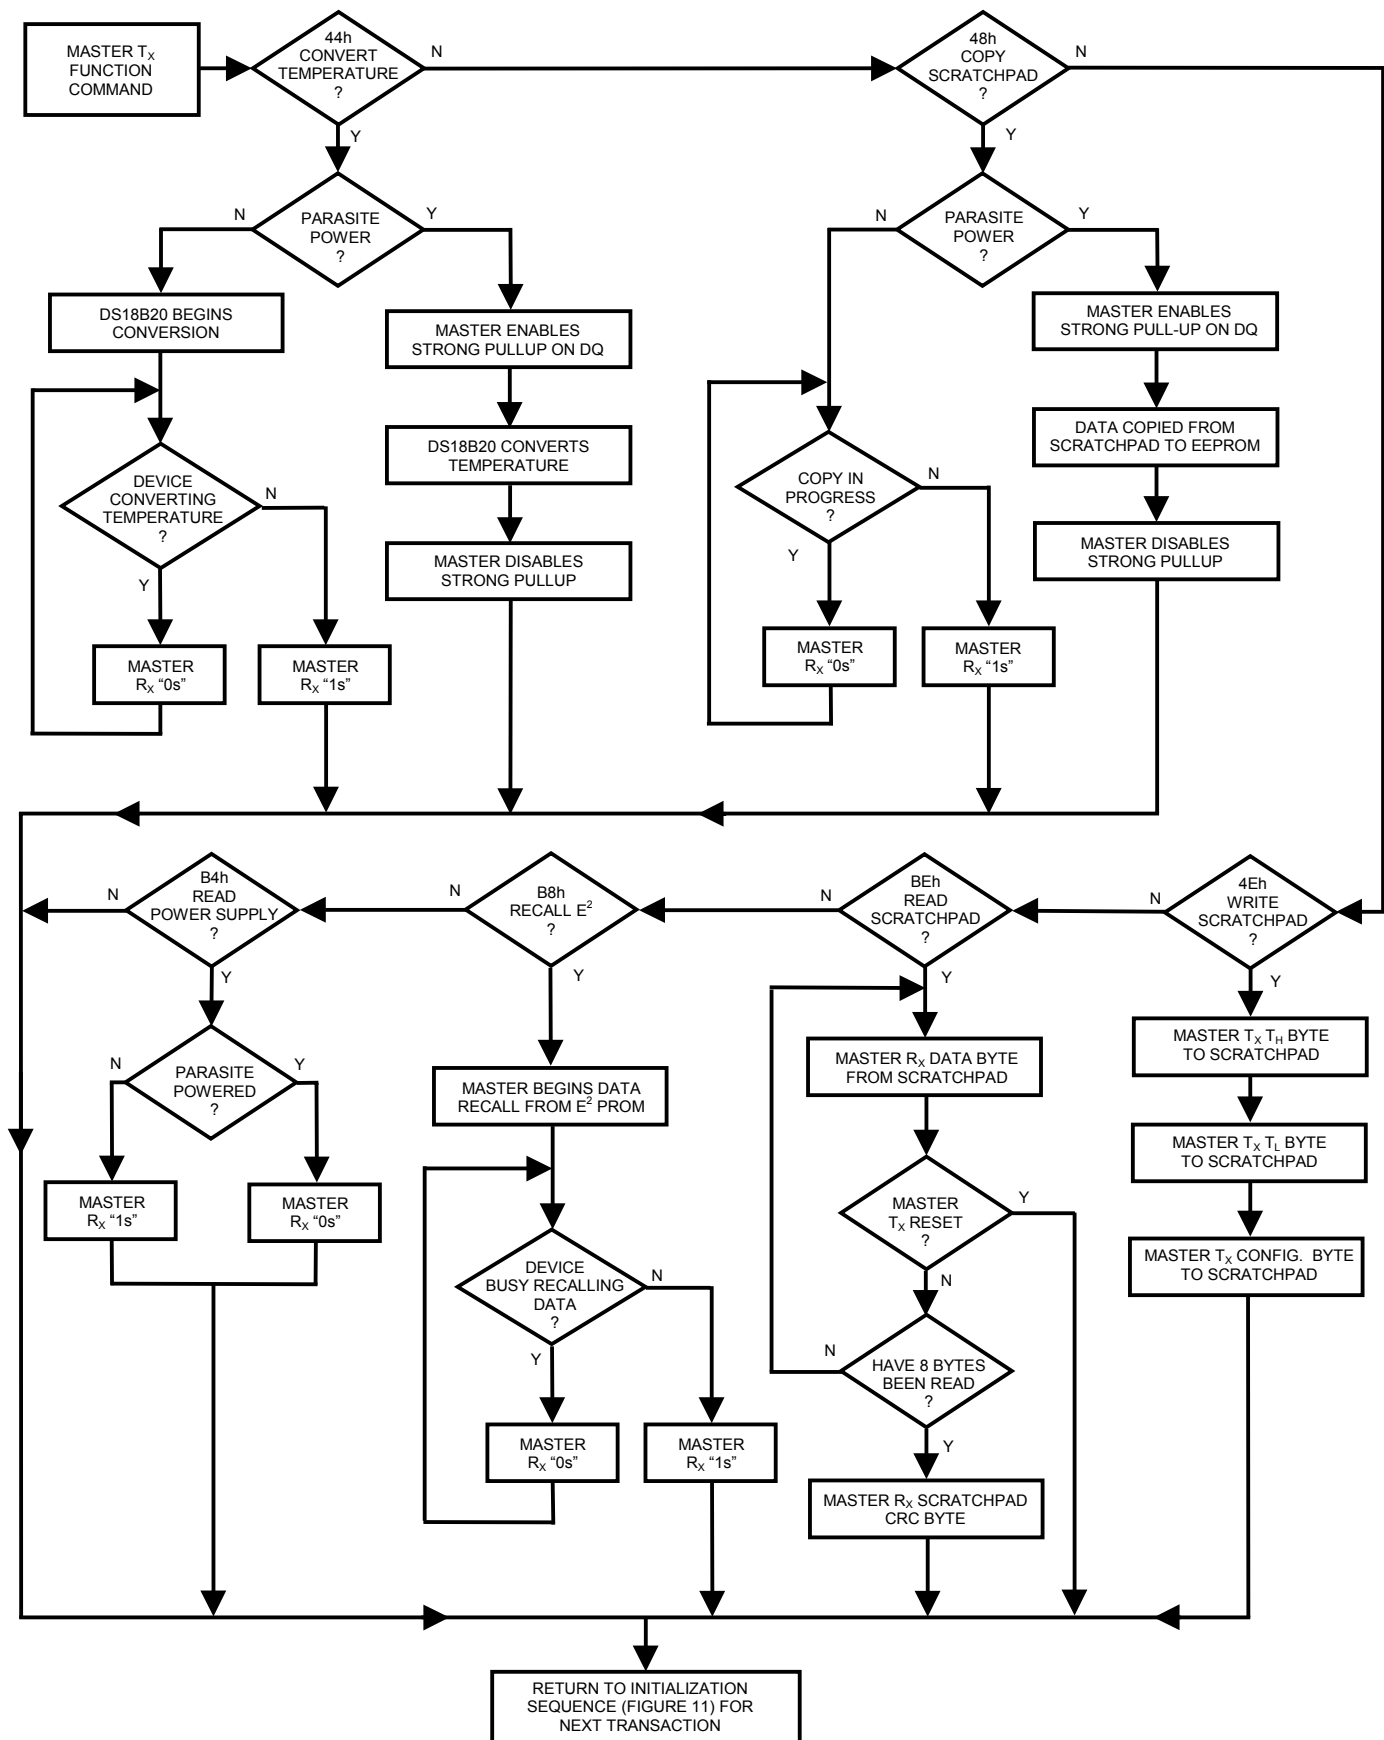 MASTER TX
FUNCTION
COMMAND
44h
CONVERT
TEMPERATURE
?
N
Y
48h
COPY
SCRATCHPAD
?
N
Y
PARASITE
POWER
?
N
Y
DS18B20 BEGINS
CONVERSION
MASTER ENABLES
STRONG PULLUP ON DQ
DS18B20 CONVERTS
TEMPERATURE
MASTER DISABLES
STRONG PULLUP
DEVICE
CONVERTING
TEMPERATURE
?
N
Y
MASTER
RX “0s”
MASTER
RX “1s”
PARASITE
POWER
?
N
Y
MASTER ENABLES
STRONG PULL-UP ON DQ
DATA COPIED FROM
SCRATCHPAD TO EEPROM
MASTER DISABLES
STRONG PULLUP
COPY IN
PROGRESS
?
N
Y
MASTER
RX “0s”
MASTER
RX “1s”
B4h
READ
POWER SUPPLY
?
N
Y
B8h
RECALL E2
?
N
Y
BEh
READ
SCRATCHPAD
?
N
Y
4Eh
WRITE
SCRATCHPAD
?
N
Y
PARASITE
POWERED
?
N
Y
MASTER
RX “1s”
MASTER
RX “0s”
MASTER BEGINS DATA
RECALL FROM E2 PROM
DEVICE
BUSY RECALLING
DATA
?
N
Y
MASTER
RX “0s”
MASTER
RX “1s”
MASTER RX DATA BYTE
FROM SCRATCHPAD
MASTER
TX RESET
?
Y
N
HAVE 8 BYTES
BEEN READ
?
N
Y
MASTER RX SCRATCHPAD
CRC BYTE
MASTER TX TH BYTE
TO SCRATCHPAD
MASTER TX TL BYTE
TO SCRATCHPAD
MASTER TX CONFIG. BYTE
TO SCRATCHPAD
RETURN TO INITIALIZATION
SEQUENCE (FIGURE 11) FOR
NEXT TRANSACTION